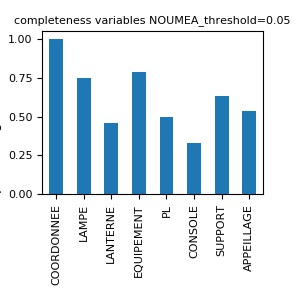 completeness variables NOUMEA_threshold=0.05
1.00
0.75
0.50
0.25
0.00
COORDONNEE
LAMPE
LANTERNE
EQUIPEMENT
PL
CONSOLE
SUPPORT
APPEILLAGE